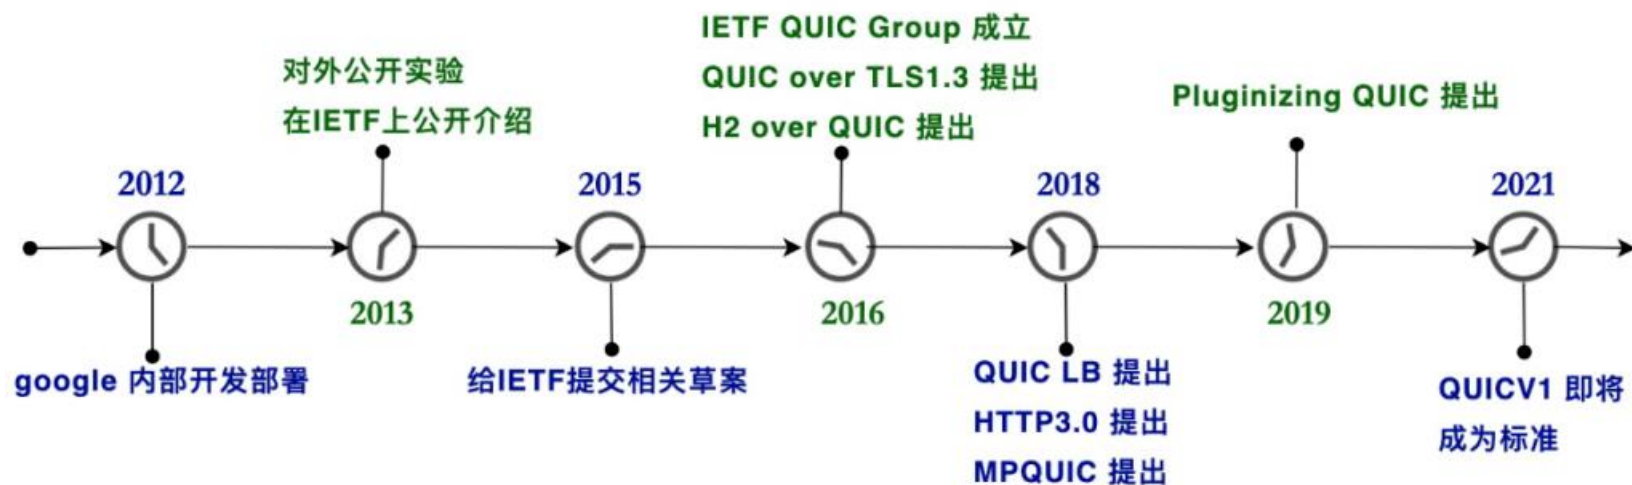 IETF QUIC Group 成立
对外公开实验
QUIC over TLS1.3 提出
Pluginizing QUIC 提出
在IETF上公开介绍
H2 over QUIC 提出
2012
2015
2018
2021
2013
2016
2019
google 内部开发部署
给IETF提交相关草案
QUIC LB 提出
QUICV1 即将
HTTP3.0 提出
成为标准
MPQUIC 提出